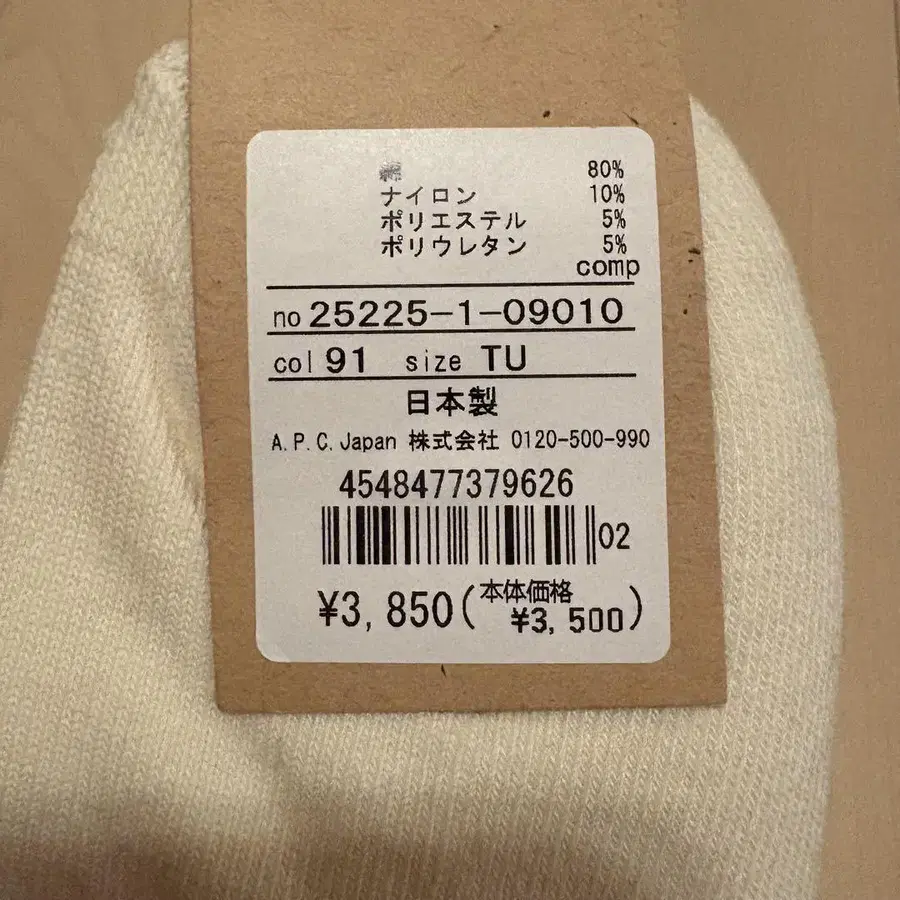 綿 80%
ナイロン 10%
ポリエステル 5%
ポリウレタン 5%
comp
no 25225-1-09010
col 91 size TU
日本製
A.P.C.Japan 株式会社 0120-500-990
4548477379626
02
¥3,850(本体価格 ¥3,500)